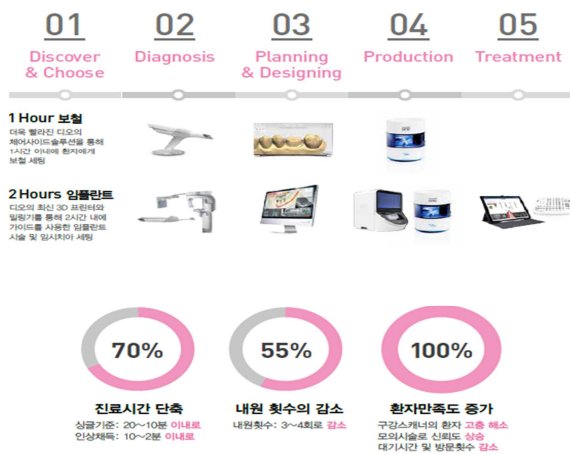 01
02
03
04
05
Discover
& Choose
Diagnosis
Planning
& Designing
Production
Treatment
1 Hour 보철
더욱 빨라진 디오의
체어사이드솔루션을 통해
1시간 이내에 환자에게
보철 세팅
2 Hours 임플란트
디오의 최신 3D 프린터와
밀링기를 통해 2시간 내에
가이드를 사용한 임플란트
시술 및 임시치아 세팅
70%
55%
100%
진료시간 단축
싱글기준: 20~10분 이내로
인상채득: 10~2분 이내로
내원 횟수의 감소
내원횟수: 3~4회로 감소
환자만족도 증가
구강스캐너의 환자 고충 해소
모의시술로 신뢰도 상승
대기시간 및 방문횟수 감소